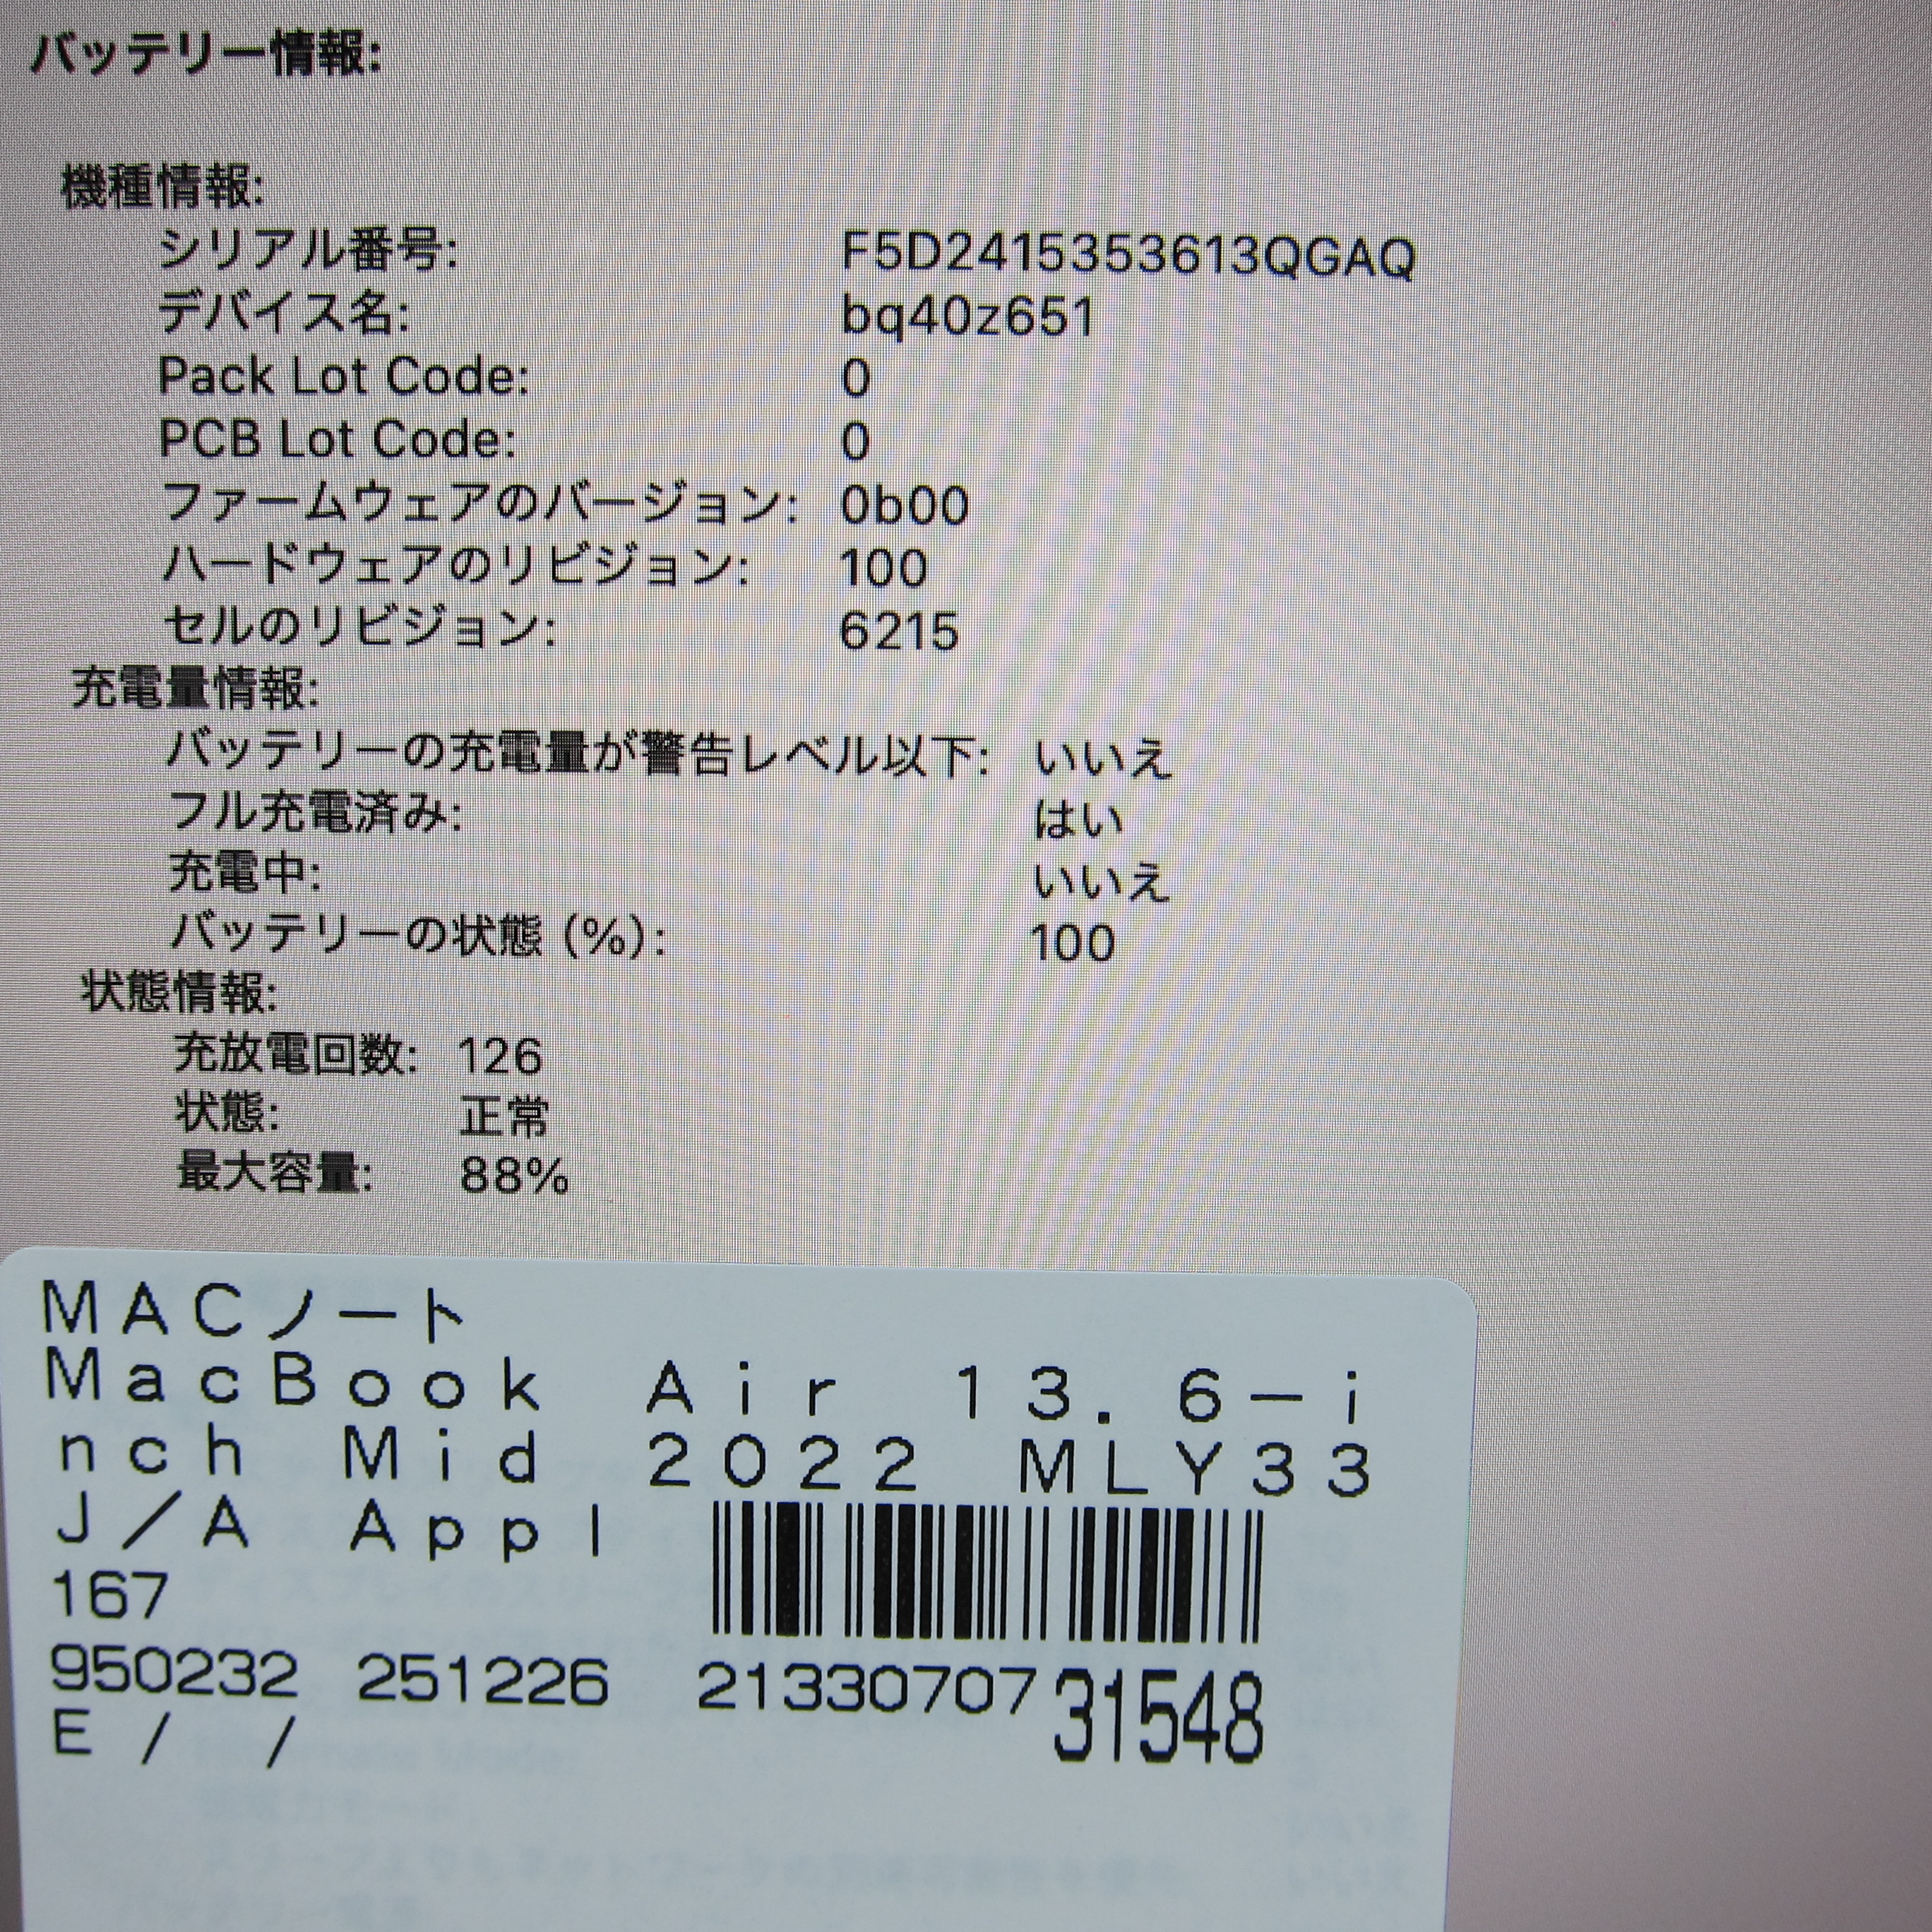 バッテリー情報:
機種情報:
シリアル番号: F5D2415353613QGAQ
デバイス名: bq40z651
Pack Lot Code: 0
PCB Lot Code: 0
ファームウェアのバージョン: 0b00
ハードウェアのリビジョン: 100
セルのリビジョン: 6215
充電量情報:
バッテリーの充電量が警告レベル以下: いいえ
フル充電済み: はい
充電中: いいえ
バッテリーの状態 (%): 100
状態情報:
充放電回数: 126
状態: 正常
最大容量: 88%
MACノート
MacBook Air 13.6-i
nch Mid 2022 MLY33
J/A Appl
167
950232 251226 2133070731548
E / /